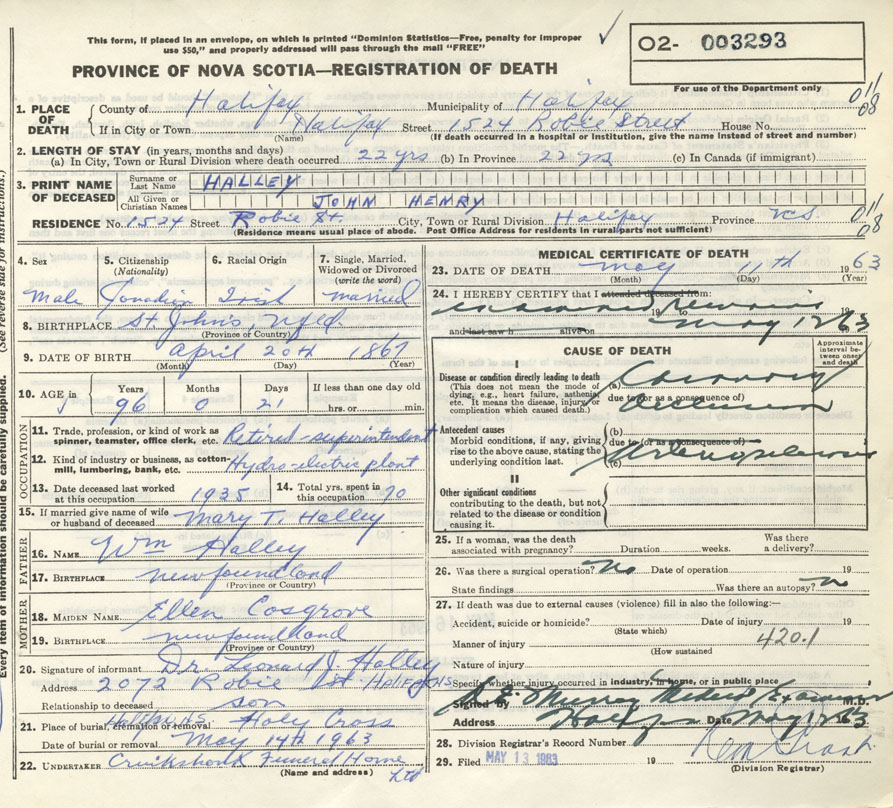 This form, if placed in an envelope, on which is printed "Dominion Statistics—Free, penalty for improper
use $50," and properly addressed will pass through the mail "FREE"
✓
O2- 003293
For use of the Department only
PROVINCE OF NOVA SCOTIA—REGISTRATION OF DEATH
011/08
1. PLACE OF DEATH County of Halifax Municipality of Halifax
If in City or Town Halifax Street 1524 Robie Street House No.
(Name) (If death occurred in a hospital or institution, give the name instead of street and number)
2. LENGTH OF STAY (in years, months and days)
(a) In City, Town or Rural Division where death occurred 22 yrs (b) In Province 22 yrs (c) In Canada (if immigrant)
3. PRINT NAME OF DECEASED Surname or Last Name HALLEY
All Given or Christian Names JOHN HENRY
RESIDENCE No. 1524 Street Robie St. City, Town or Rural Division Halifax Province N.S. 011/08
(Residence means usual place of abode. Post Office Address for residents in rural parts not sufficient)
4. Sex 5. Citizenship (Nationality) 6. Racial Origin 7. Single, Married, Widowed or Divorced (write the word)
Male Canadian Irish married
8. BIRTHPLACE St. John's, Nfld.
(Province or Country)
9. DATE OF BIRTH April 20th 1867
(Month) (Day) (Year)
10. AGE in Years Months Days If less than one day old
96 0 21 hrs. or min.
OCCUPATION
11. Trade, profession, or kind of work as spinner, teamster, office clerk, etc. Retired - superintendent
12. Kind of industry or business, as cotton-mill, lumbering, bank, etc. Hydro-electric plant
13. Date deceased last worked at this occupation 1935 14. Total yrs. spent in this occupation 70
15. If married give name of wife or husband of deceased Mary T. Halley
FATHER
16. NAME Wm Halley
17. BIRTHPLACE newfoundland
(Province or Country)
MOTHER
18. MAIDEN NAME Ellen Cosgrove
19. BIRTHPLACE newfoundland
(Province or Country)
20. Signature of informant Dr. Leonard J. Halley
Address 2072 Robie St. Halifax NS
Relationship to deceased son
21. Place of burial, cremation or removal Halifax NS Holy Cross
Date of burial or removal May 14th 1963
22. UNDERTAKER Cruikshank Funeral Home Ltd
(Name and address)
MEDICAL CERTIFICATE OF DEATH
23. DATE OF DEATH May 11th 1963
(Month) (Day) (Year)
24. I HEREBY CERTIFY that I attended deceased from:
examined remains
19 to
and last saw h alive on May 12 63
CAUSE OF DEATH
Approximate interval between onset and death
I
Disease or condition directly leading to death (a) Coronary
(This does not mean the mode of dying, e.g., heart failure, asthenia, etc. It means the disease, injury or complication which caused death.)
due to (or as a consequence of)
occlusion
Antecedent causes (b)
Morbid conditions, if any, giving rise to the above cause, stating the underlying condition last.
due to (or as a consequence of)
(c) Arteriosclerosis
II
Other significant conditions
contributing to the death, but not related to the disease or condition causing it.
25. If a woman, was the death associated with pregnancy? Duration weeks. Was there a delivery?
26. Was there a surgical operation? no Date of operation 19
State findings Was there an autopsy? no
27. If death was due to external causes (violence) fill in also the following:—
Accident, suicide or homicide? Date of injury 19
(State which)
Manner of injury 420.1
(How sustained)
Nature of injury
Specify whether injury occurred in industry, in home, or in public place
Signed by Murray Medical Examiner M.D.
Address Halifax Date May 12 63
28. Division Registrar's Record Number
29. Filed MAY 13 1963 19
(Division Registrar)
(See reverse side for instructions.)
Every item of information should be carefully supplied.